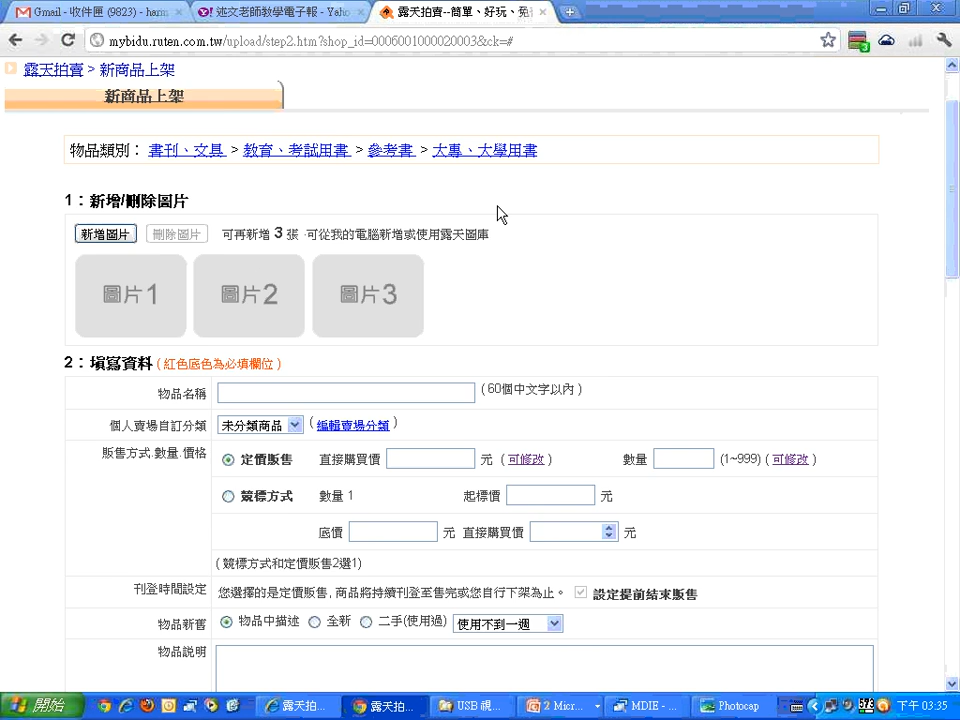 Gmail - 收件匣 (9823) - ham
述文老師教學電子報 - Yaho
露天拍賣--簡單、好玩、免
mybidu.ruten.com.tw/upload/step2.htm?shop_id=0006001000020003&ck=#
露天拍賣 > 新商品上架
新商品上架
物品類別： 書刊、文具 > 教育、考試用書 > 參考書 > 大專、大學用書
1：新增/刪除圖片
新增圖片 刪除圖片 可再新增 3 張 ,可從我的電腦新增或使用露天圖庫
圖片1 圖片2 圖片3
2：填寫資料 ( 紅色底色為必填欄位 )
物品名稱 ( 60個中文字以內 )
個人賣場自訂分類 未分類商品 ( 編輯賣場分類 )
販售方式.數量.價格 定價販售 直接購買價 元 ( 可修改 ) 數量 (1~999) ( 可修改 )
競標方式 數量 1 起標價 元
底價 元 直接購買價 元
( 競標方式和定價販售2選1)
刊登時間設定 您選擇的是定價販售, 商品將持續刊登至售完或您自行下架為止。 設定提前結束販售
物品新舊 物品中描述 全新 二手(使用過) 使用不到一週
物品說明
開始 露天拍... 露天拍... USB 視... 2 Micr... MDIE - ... Photocap 下午 03:35